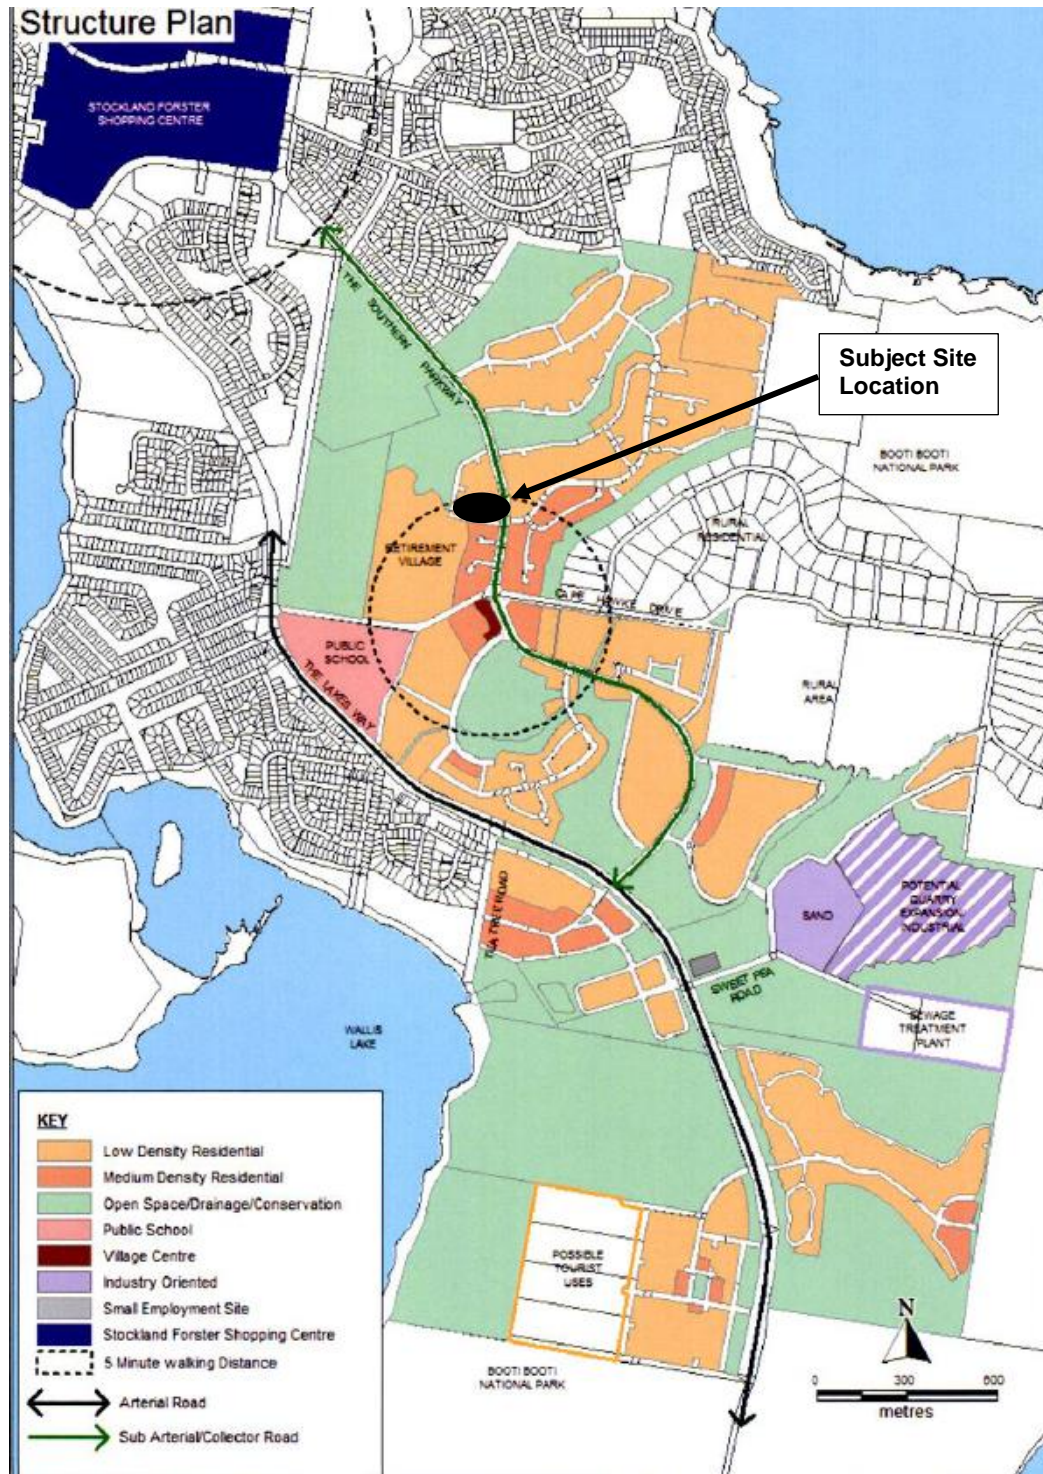 Structure Plan
STOCKLAND FORSTER
SHOPPING CENTRE
THE SOUTHERN PARKWAY
Subject Site
Location
BOOTI BOOTI
NATIONAL PARK
RURAL
RESIDENTIAL
RETIREMENT
VILLAGE
CAPE HAWKE DRIVE
PUBLIC
SCHOOL
THE LAKES WAY
RURAL
AREA
TEA TREE ROAD
SAND
POTENTIAL
QUARRY
EXPANSION
INDUSTRIAL
SWEET PEA
ROAD
SEWAGE
TREATMENT
PLANT
WALLIS
LAKE
POSSIBLE
TOURIST
USES
BOOTI BOOTI
NATIONAL PARK
KEY
Low Density Residential
Medium Density Residential
Open Space/Drainage/Conservation
Public School
Village Centre
Industry Oriented
Small Employment Site
Stockland Forster Shopping Centre
5 Minute walking Distance
Arterial Road
Sub Arterial/Collector Road
N
0 300 600
metres